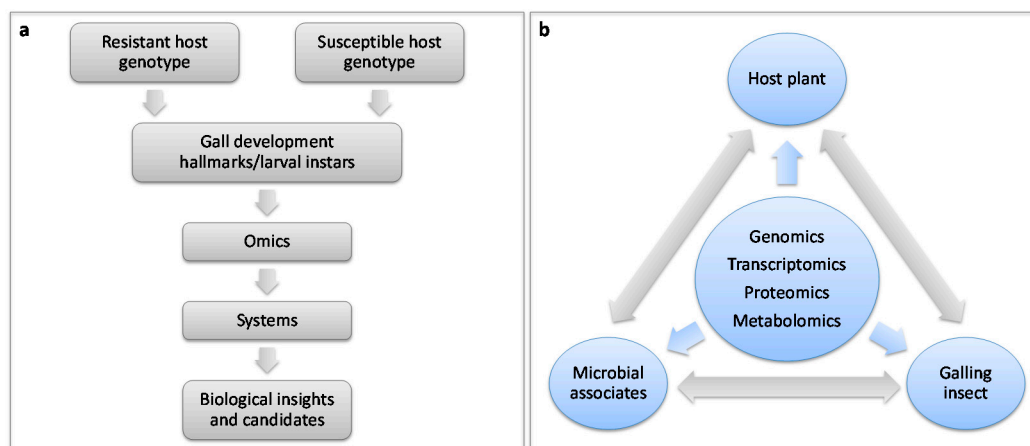 a
Resistant host
genotype
Susceptible host
genotype
Gall development
hallmarks/larval instars
Omics
Systems
Biological insights
and candidates
b
Host plant
Genomics
Transcriptomics
Proteomics
Metabolomics
Microbial
associates
Galling
insect